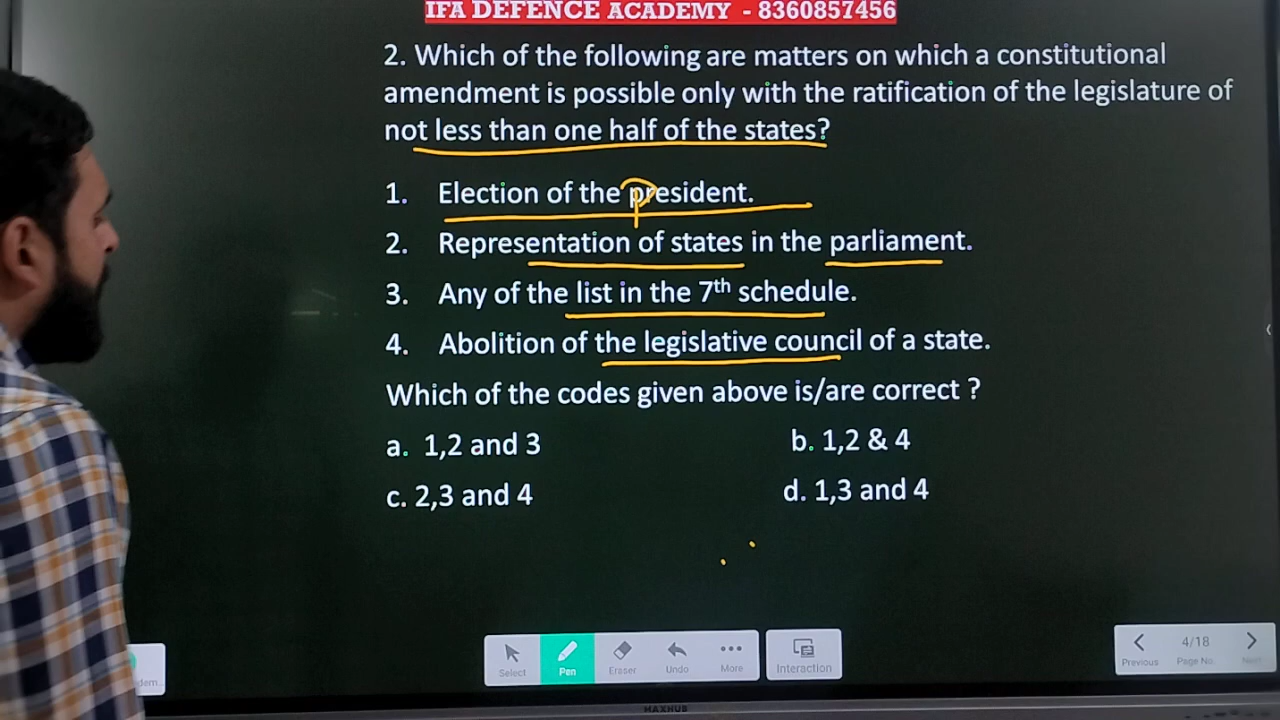 IFA DEFENCE ACADEMY - 8360857456
2. Which of the following are matters on which a constitutional
amendment is possible only with the ratification of the legislature of
not less than one half of the states?
1. Election of the president.
2. Representation of states in the parliament.
3. Any of the list in the 7th schedule.
4. Abolition of the legislative council of a state.
Which of the codes given above is/are correct ?
a. 1,2 and 3 b. 1,2 & 4
c. 2,3 and 4 d. 1,3 and 4
Select Pen Eraser Undo More Interaction
4/18
Previous Page No. Next
MAXHUB